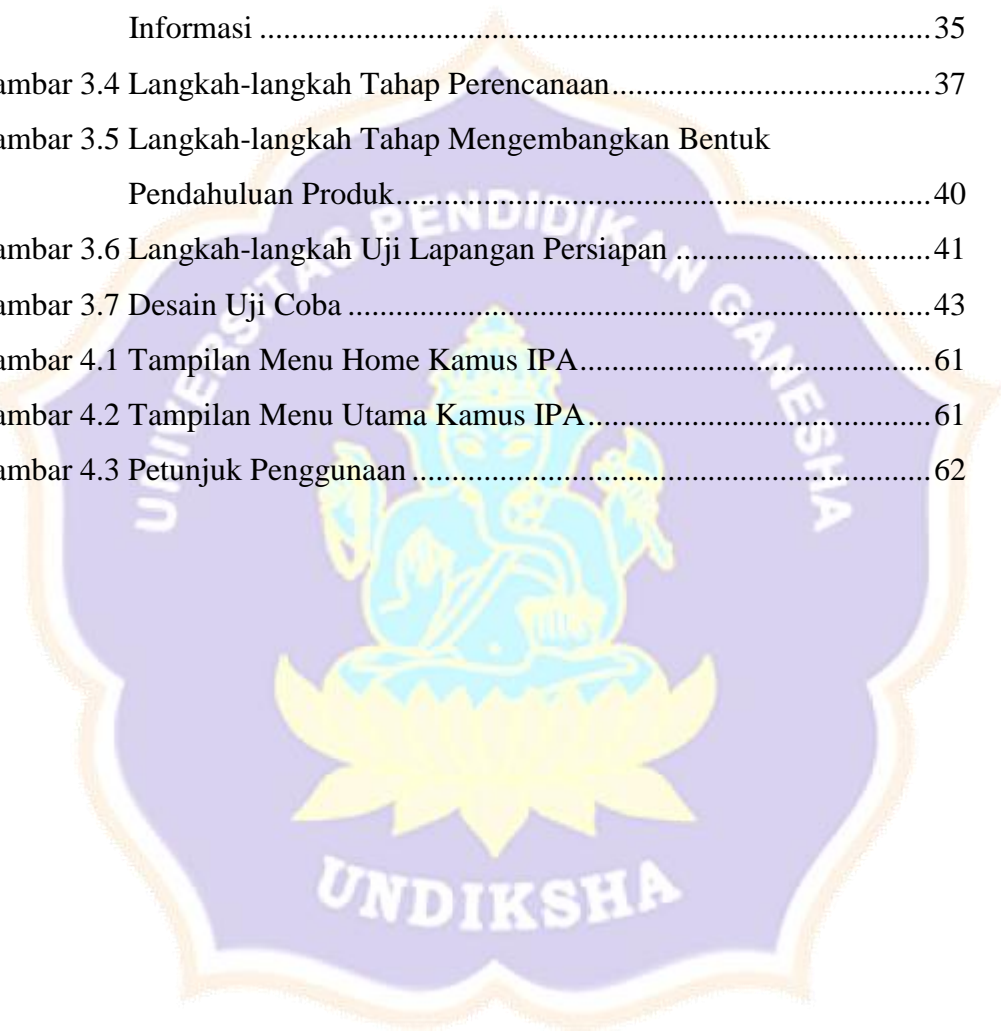 Informasi .................................................................................... 35
ambar 3.4 Langkah-langkah Tahap Perencanaan........................................ 37
ambar 3.5 Langkah-langkah Tahap Mengembangkan Bentuk
Pendahuluan Produk................................................................... 40
ambar 3.6 Langkah-langkah Uji Lapangan Persiapan ................................ 41
ambar 3.7 Desain Uji Coba ......................................................................... 43
ambar 4.1 Tampilan Menu Home Kamus IPA............................................ 61
ambar 4.2 Tampilan Menu Utama Kamus IPA........................................... 61
ambar 4.3 Petunjuk Penggunaan ................................................................. 62
UNIVERSITAS PENDIDIKAN GANESHA
UNDIKSHA